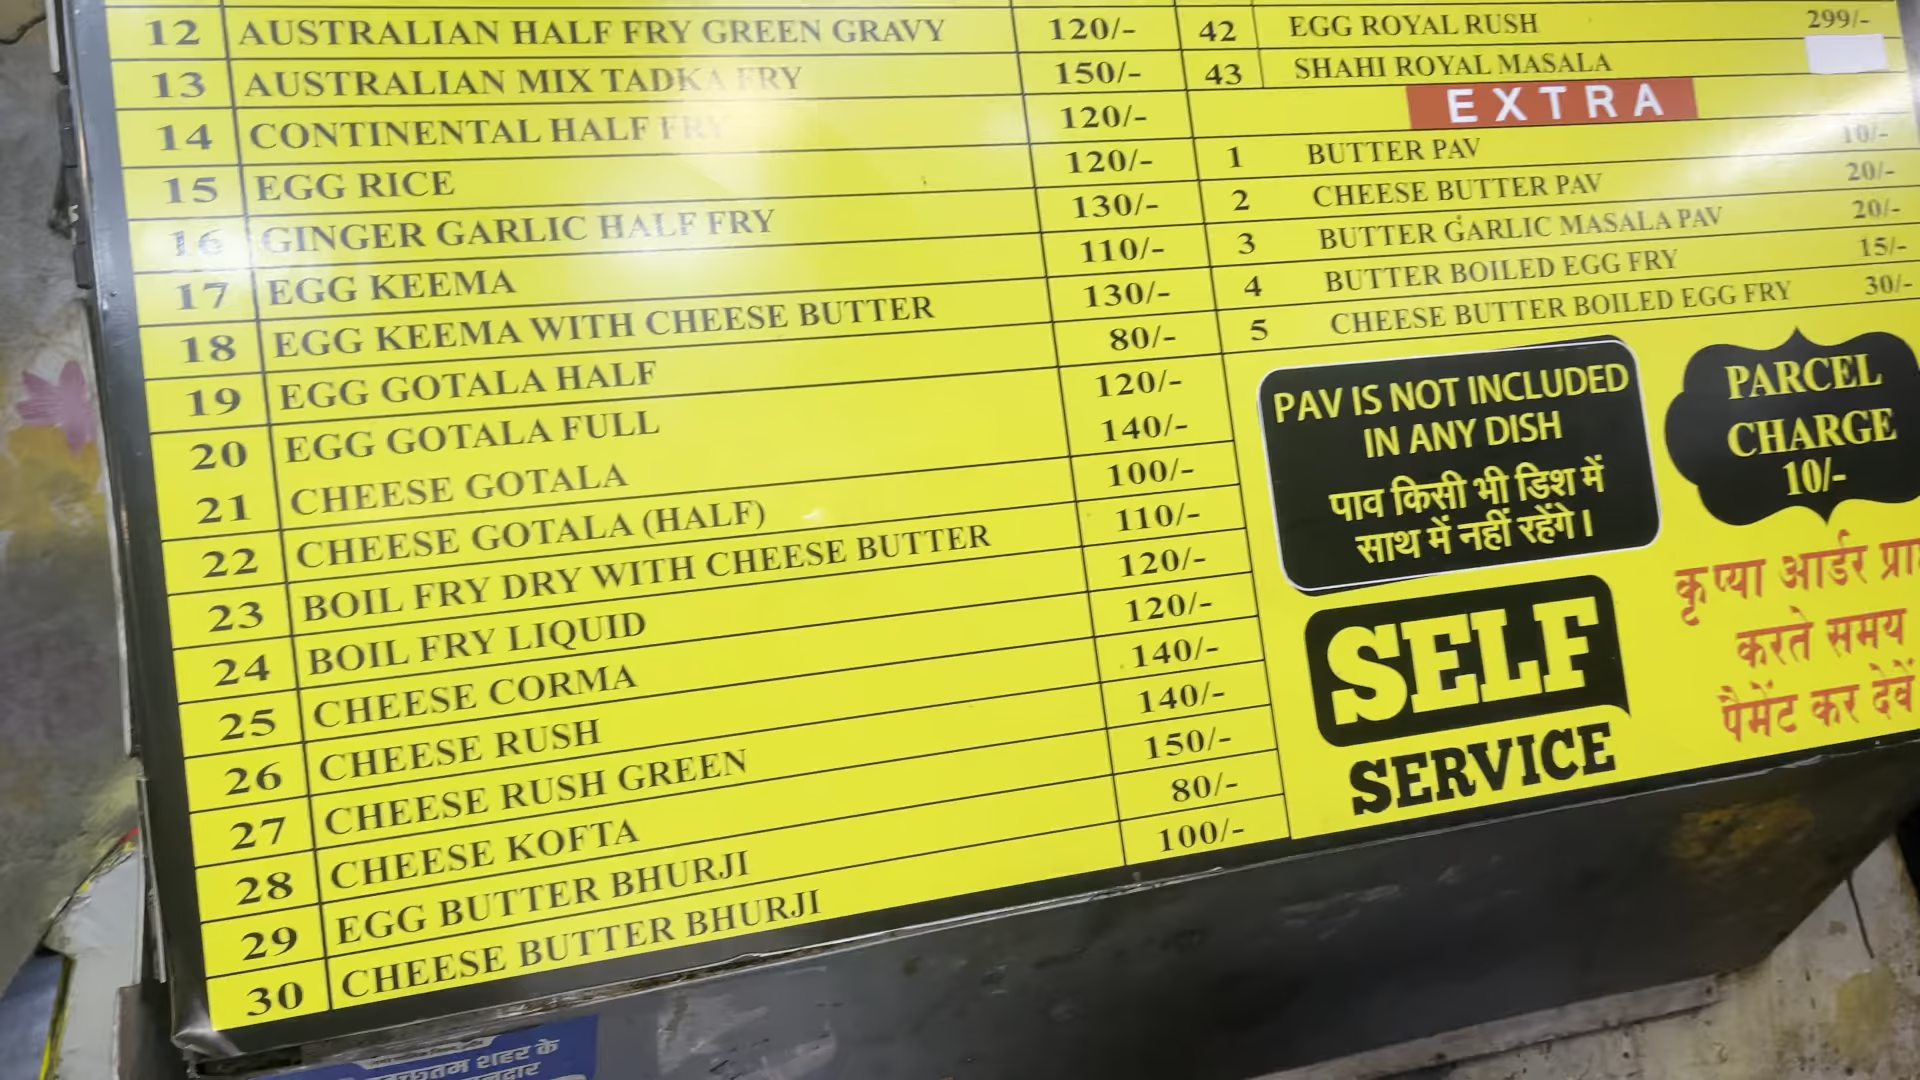 12 AUSTRALIAN HALF FRY GREEN GRAVY 120/-
13 AUSTRALIAN MIX TADKA FRY 150/-
14 CONTINENTAL HALF FRY 120/-
15 EGG RICE 120/-
16 GINGER GARLIC HALF FRY 130/-
17 EGG KEEMA 110/-
18 EGG KEEMA WITH CHEESE BUTTER 130/-
19 EGG GOTALA HALF 80/-
20 EGG GOTALA FULL 120/-
21 CHEESE GOTALA 140/-
22 CHEESE GOTALA (HALF) 100/-
23 BOIL FRY DRY WITH CHEESE BUTTER 110/-
24 BOIL FRY LIQUID 120/-
25 CHEESE CORMA 120/-
26 CHEESE RUSH 140/-
27 CHEESE RUSH GREEN 140/-
28 CHEESE KOFTA 150/-
29 EGG BUTTER BHURJI 80/-
30 CHEESE BUTTER BHURJI 100/-
42 EGG ROYAL RUSH 299/-
43 SHAHI ROYAL MASALA
EXTRA
1 BUTTER PAV 10/-
2 CHEESE BUTTER PAV 20/-
3 BUTTER GARLIC MASALA PAV 20/-
4 BUTTER BOILED EGG FRY 15/-
5 CHEESE BUTTER BOILED EGG FRY 30/-
PAV IS NOT INCLUDED
IN ANY DISH
पाव किसी भी डिश में
साथ में नहीं रहेंगे।
PARCEL
CHARGE
10/-
SELF
SERVICE
कृप्या आर्डर
करते समय
पैमेंट कर देवें
शहर के